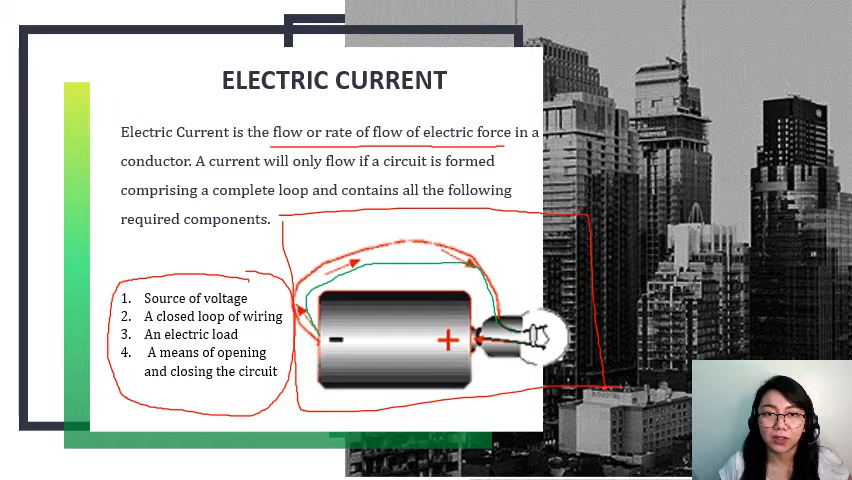 ELECTRIC CURRENT
Electric Current is the flow or rate of flow of electric force in a
conductor. A current will only flow if a circuit is formed
comprising a complete loop and contains all the following
required components.
1. Source of voltage
2. A closed loop of wiring
3. An electric load
4. A means of opening
and closing the circuit
- +